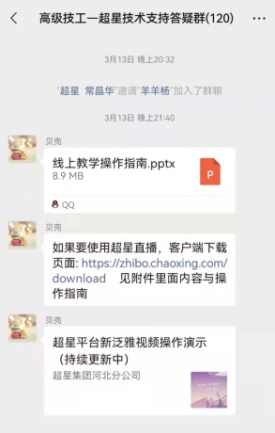 高级技工—超星技术支持答疑群(120)
3月13日 晚上20:32
"超星 常晶华"邀请"羊羊杨"加入了群聊
3月13日 晚上21:40
贝壳
线上教学操作指南.pptx
8.9 MB
P
QQ
贝壳
如果要使用超星直播，客户端下载
页面: https://zhibo.chaoxing.com/
download 见附件里面内容与操
作指南
贝壳
超星平台新泛雅视频操作演示
（持续更新中）
超星集团河北分公司